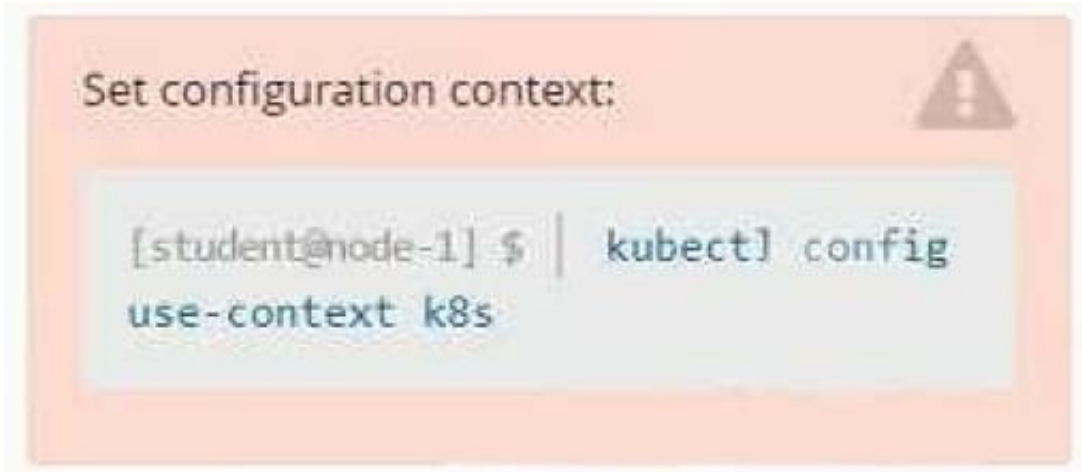 Set configuration context:
[student@node-1] $ | kubectl config
use-context k8s